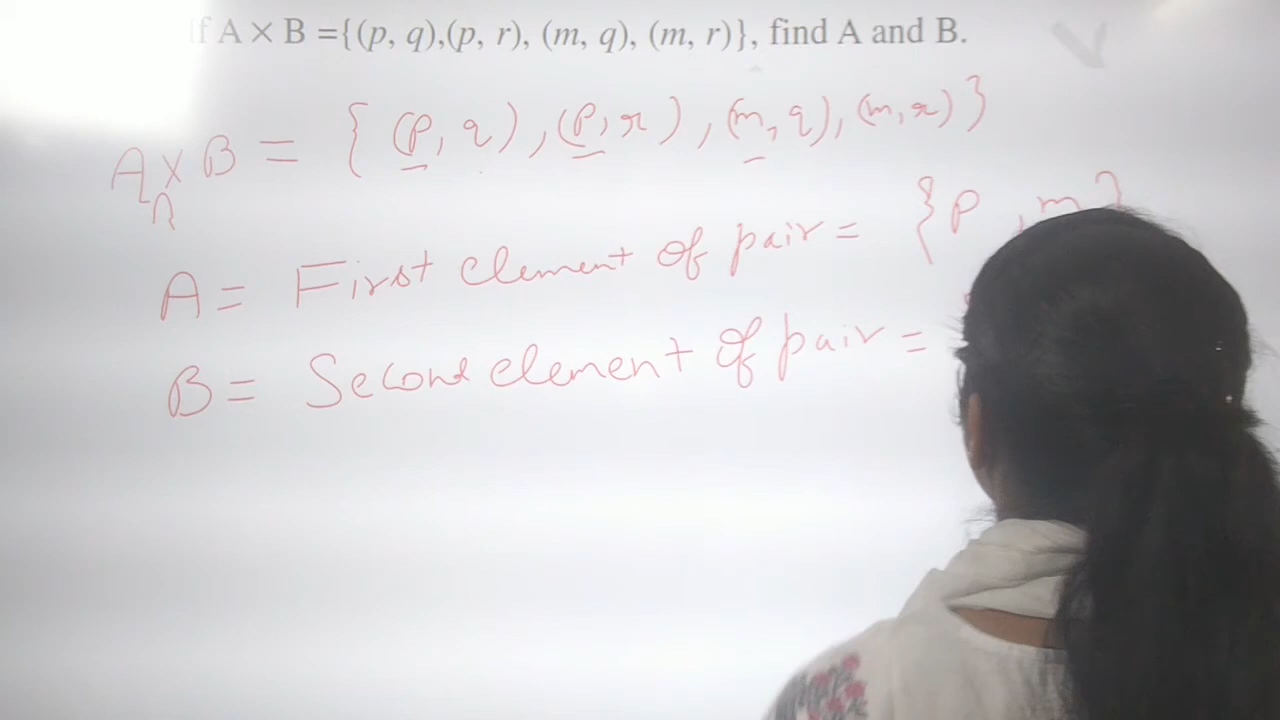 If A × B ={(p, q),(p, r), (m, q), (m, r)}, find A and B.
A × B = { (p, q), (p, r), (m, q), (m, r) }
A = First element of pair = { p , m }
B = Second element of pair =